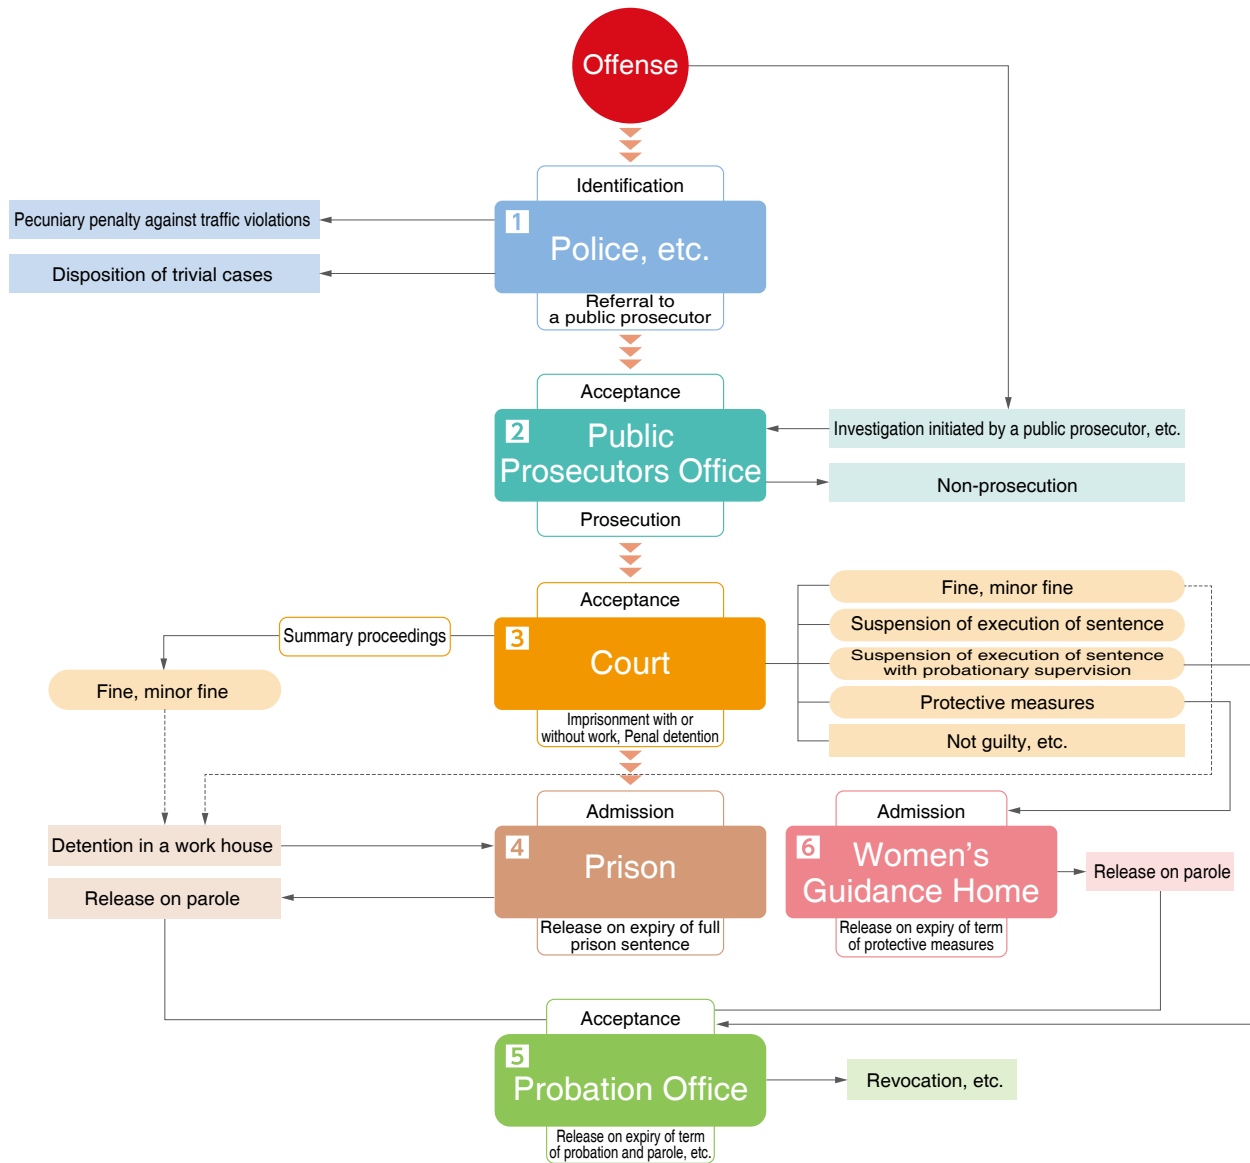 Offense
Identification
1
Police, etc.
Referral to
a public prosecutor
Pecuniary penalty against traffic violations
Disposition of trivial cases
Acceptance
2
Public
Prosecutors Office
Prosecution
Investigation initiated by a public prosecutor, etc.
Non-prosecution
Acceptance
3
Court
Imprisonment with or
without work, Penal detention
Summary proceedings
Fine, minor fine
Fine, minor fine
Suspension of execution of sentence
Suspension of execution of sentence
with probationary supervision
Protective measures
Not guilty, etc.
Detention in a work house
Release on parole
Admission
4
Prison
Release on expiry of full
prison sentence
Admission
6
Women's
Guidance Home
Release on expiry of term
of protective measures
Release on parole
Acceptance
5
Probation Office
Release on expiry of term
of probation and parole, etc.
Revocation, etc.